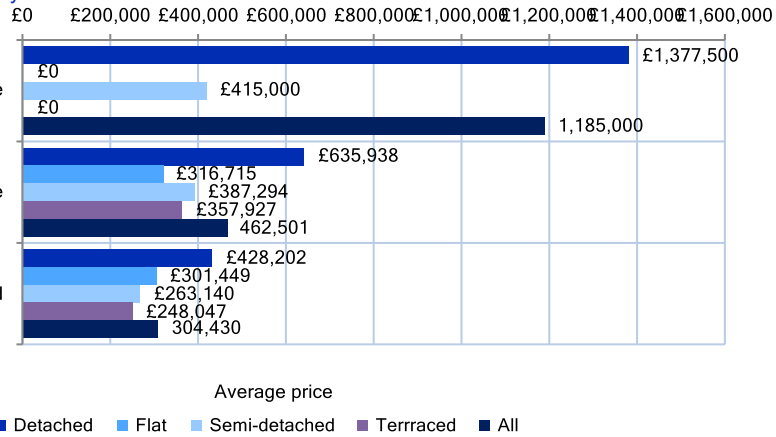 £0 £200,000 £400,000 £600,000 £800,000 £1,000,000 £1,200,000 £1,400,000 £1,600,000
£1,377,500
£0
e £415,000
£0
1,185,000
£635,938
£316,715
e £387,294
£357,927
462,501
£428,202
£301,449
£263,140
£248,047
304,430
Average price
Detached Flat Semi-detached Terrraced All